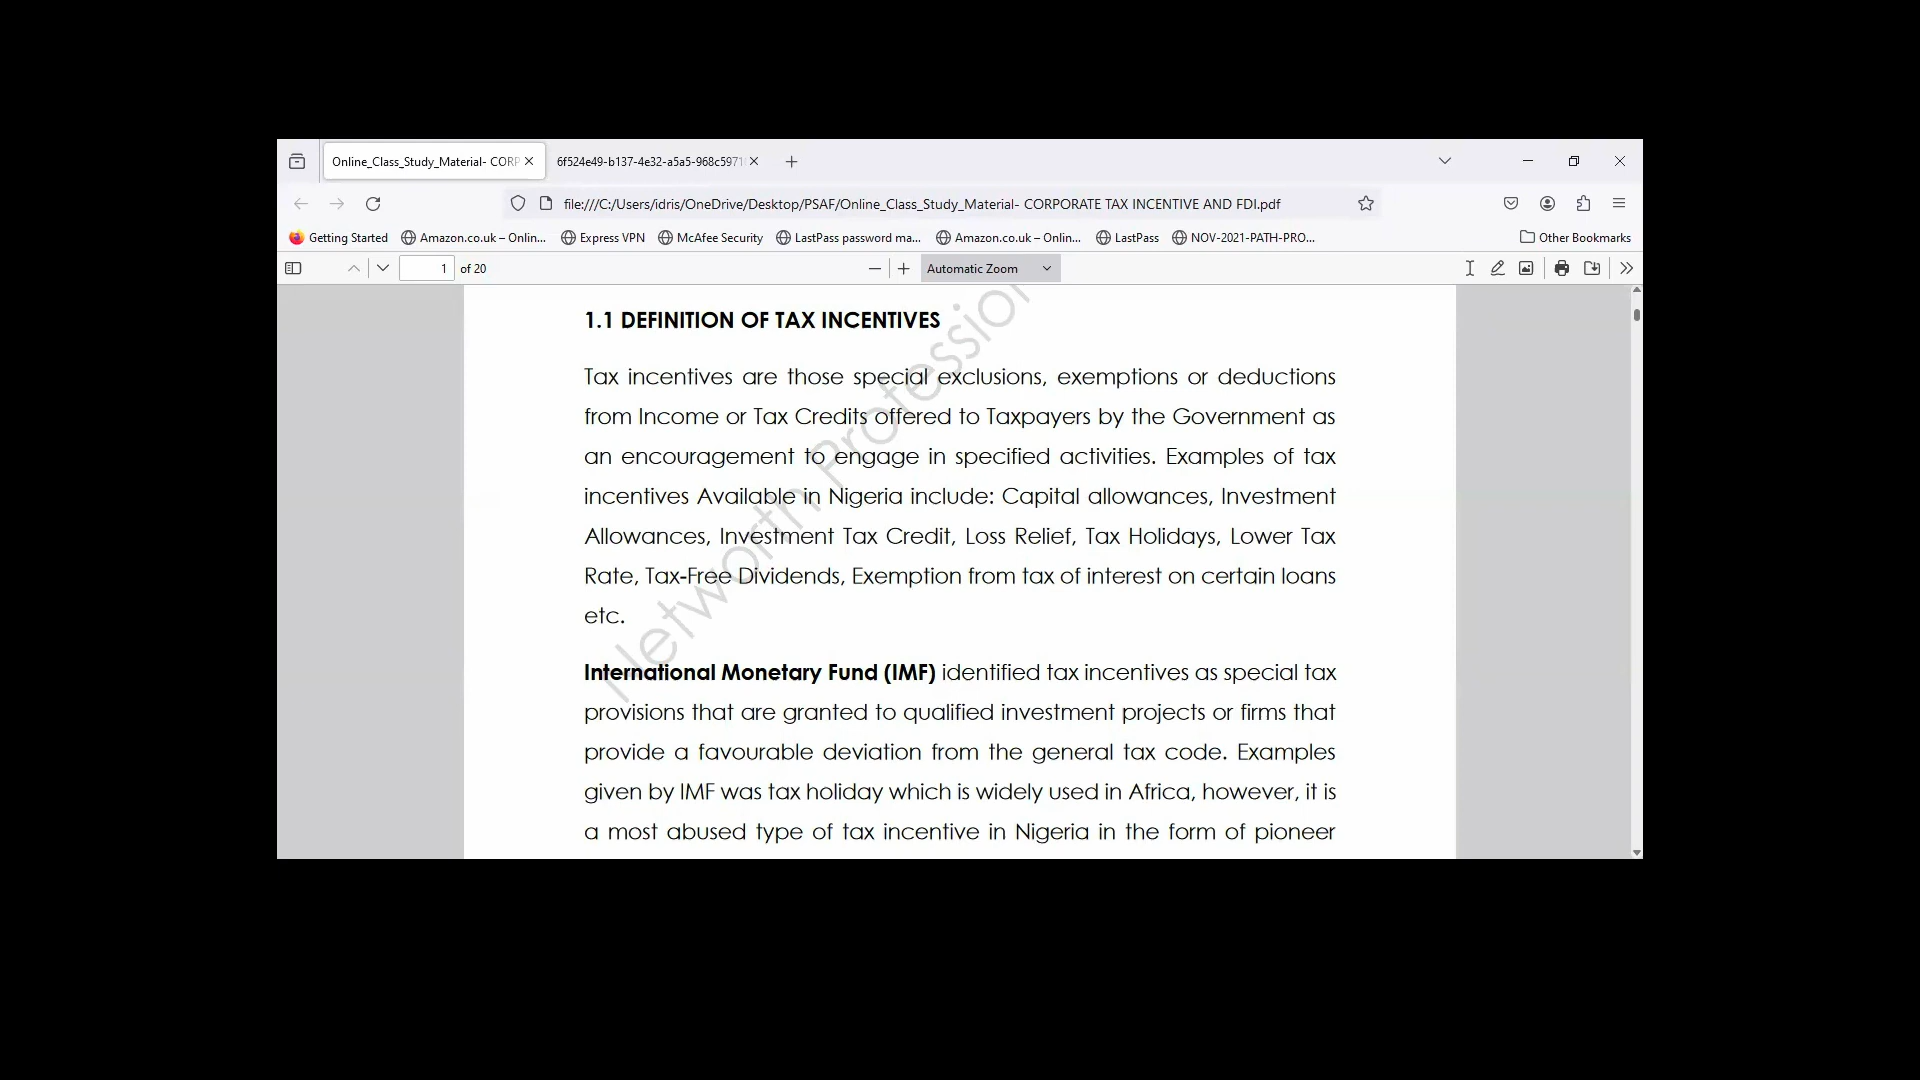 Online_Class_Study_Material- CORP
6f524e49-b137-4e32-a5a5-968c5971
file:///C:/Users/idris/OneDrive/Desktop/PSAF/Online_Class_Study_Material- CORPORATE TAX INCENTIVE AND FDI.pdf
Getting Started Amazon.co.uk – Onlin... Express VPN McAfee Security LastPass password ma... Amazon.co.uk – Onlin... LastPass NOV-2021-PATH-PRO... Other Bookmarks
1 of 20 Automatic Zoom
1.1 DEFINITION OF TAX INCENTIVES
Tax incentives are those special exclusions, exemptions or deductions
from Income or Tax Credits offered to Taxpayers by the Government as
an encouragement to engage in specified activities. Examples of tax
incentives Available in Nigeria include: Capital allowances, Investment
Allowances, Investment Tax Credit, Loss Relief, Tax Holidays, Lower Tax
Rate, Tax-Free Dividends, Exemption from tax of interest on certain loans
etc.
International Monetary Fund (IMF) identified tax incentives as special tax
provisions that are granted to qualified investment projects or firms that
provide a favourable deviation from the general tax code. Examples
given by IMF was tax holiday which is widely used in Africa, however, it is
a most abused type of tax incentive in Nigeria in the form of pioneer
Networth Profession